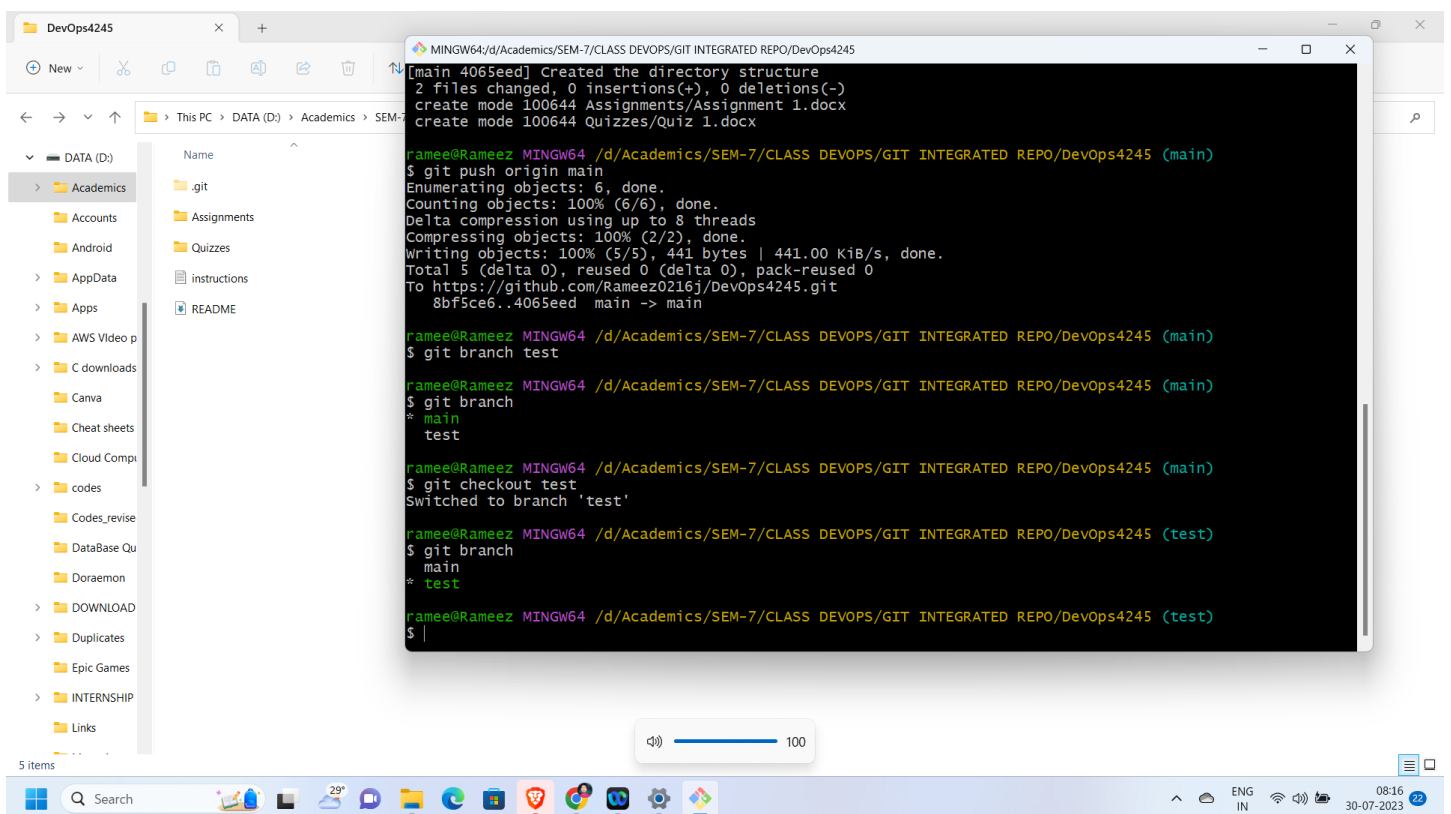 DevOps4245
New
This PC > DATA (D:) > Academics > SEM-7
DATA (D:)
Academics
Accounts
Android
AppData
Apps
AWS VIdeo p
C downloads
Canva
Cheat sheets
Cloud Compu
codes
Codes_revise
DataBase Qu
Doraemon
DOWNLOAD
Duplicates
Epic Games
INTERNSHIP
Links
Name
.git
Assignments
Quizzes
instructions
README
5 items
MINGW64:/d/Academics/SEM-7/CLASS DEVOPS/GIT INTEGRATED REPO/DevOps4245
[main 4065eed] Created the directory structure
2 files changed, 0 insertions(+), 0 deletions(-)
create mode 100644 Assignments/Assignment 1.docx
create mode 100644 Quizzes/Quiz 1.docx
ramee@Rameez MINGW64 /d/Academics/SEM-7/CLASS DEVOPS/GIT INTEGRATED REPO/DevOps4245 (main)
$ git push origin main
Enumerating objects: 6, done.
Counting objects: 100% (6/6), done.
Delta compression using up to 8 threads
Compressing objects: 100% (2/2), done.
Writing objects: 100% (5/5), 441 bytes | 441.00 KiB/s, done.
Total 5 (delta 0), reused 0 (delta 0), pack-reused 0
To https://github.com/Rameez0216j/DevOps4245.git
8bf5ce6..4065eed main -> main
ramee@Rameez MINGW64 /d/Academics/SEM-7/CLASS DEVOPS/GIT INTEGRATED REPO/DevOps4245 (main)
$ git branch test
ramee@Rameez MINGW64 /d/Academics/SEM-7/CLASS DEVOPS/GIT INTEGRATED REPO/DevOps4245 (main)
$ git branch
* main
test
ramee@Rameez MINGW64 /d/Academics/SEM-7/CLASS DEVOPS/GIT INTEGRATED REPO/DevOps4245 (main)
$ git checkout test
Switched to branch 'test'
ramee@Rameez MINGW64 /d/Academics/SEM-7/CLASS DEVOPS/GIT INTEGRATED REPO/DevOps4245 (test)
$ git branch
main
* test
ramee@Rameez MINGW64 /d/Academics/SEM-7/CLASS DEVOPS/GIT INTEGRATED REPO/DevOps4245 (test)
$
100
Search
29°
ENG
IN
08:16
30-07-2023
22